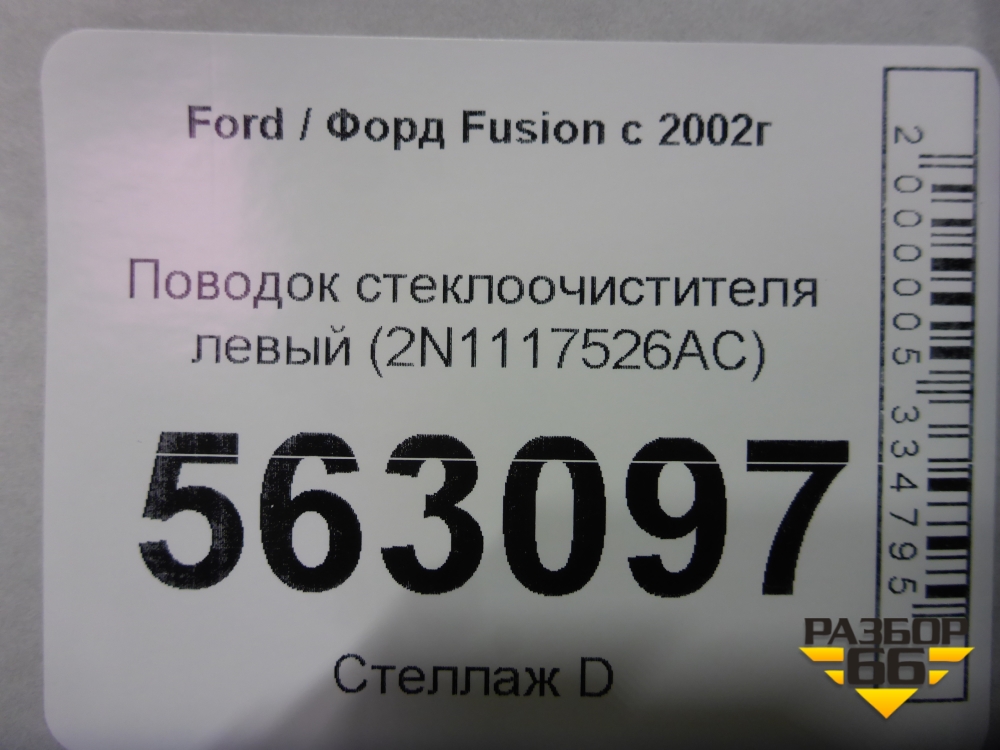 Ford / Форд Fusion с 2002г
Поводок стеклоочистителя
левый (2N1117526AC)
563097
Стеллаж D
2000005334795
РАЗБОР
66